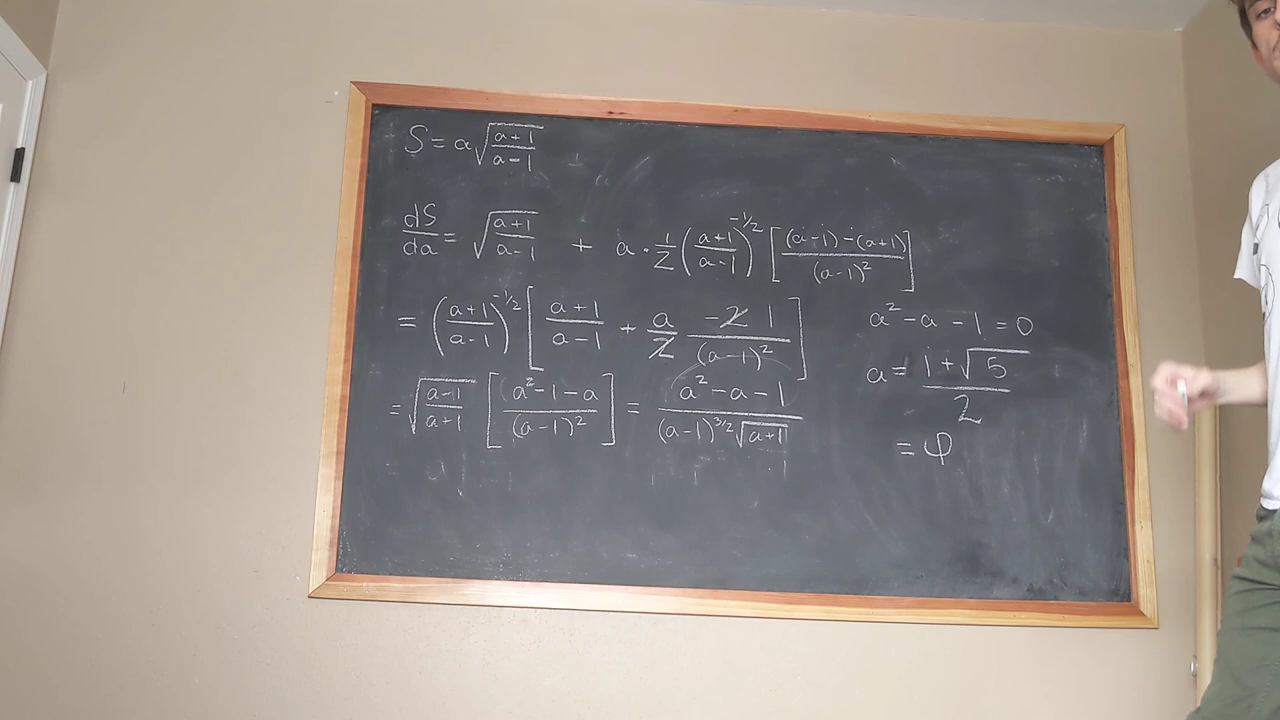 S = a√((a+1)/(a-1))
dS/da = √((a+1)/(a-1)) + a · 1/2 ((a+1)/(a-1))^(-1/2) [((a-1)-(a+1))/(a-1)²]
= ((a+1)/(a-1))^(-1/2) [(a+1)/(a-1) + a/2 (-2 1)/(a-1)²]
= √((a-1)/(a+1)) [(a²-1-a)/(a-1)²] = (a²-a-1)/((a-1)^(3/2) √(a+1))
a²-a-1=0
a = (1+√5)/2
= φ